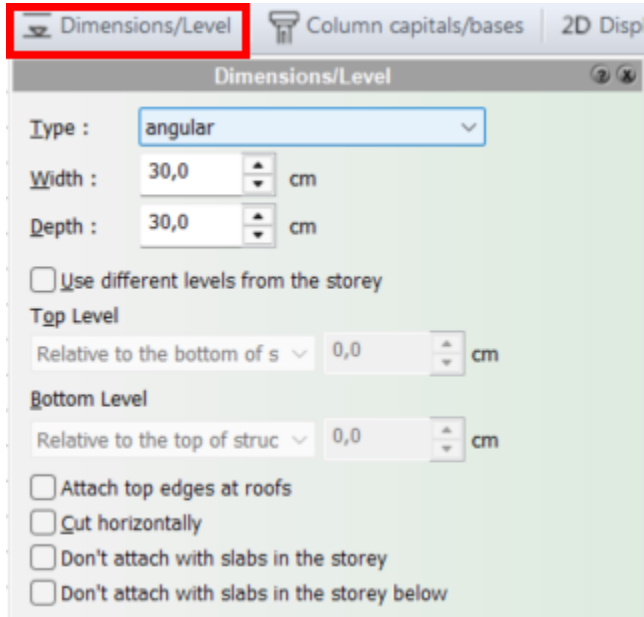 Dimensions/Level Column capitals/bases 2D Displ
Dimensions/Level
Type : angular
Width : 30,0 cm
Depth : 30,0 cm
Use different levels from the storey
Top Level
Relative to the bottom of s 0,0 cm
Bottom Level
Relative to the top of struc 0,0 cm
Attach top edges at roofs
Cut horizontally
Don't attach with slabs in the storey
Don't attach with slabs in the storey below